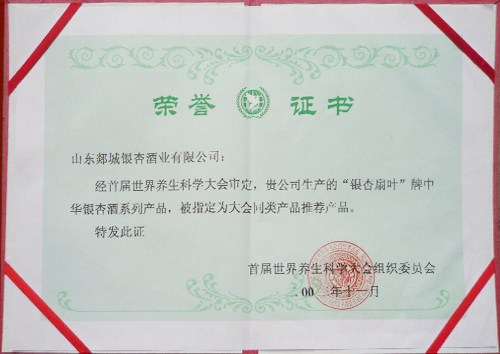 荣誉证书
山东郯城银杏酒业有限公司：
经首届世界养生科学大会审定，贵公司生产的“银杏扇叶”牌中
华银杏酒系列产品，被指定为大会同类产品推荐产品。
特发此证
首届世界养生科学大会组织委员会
年十一月